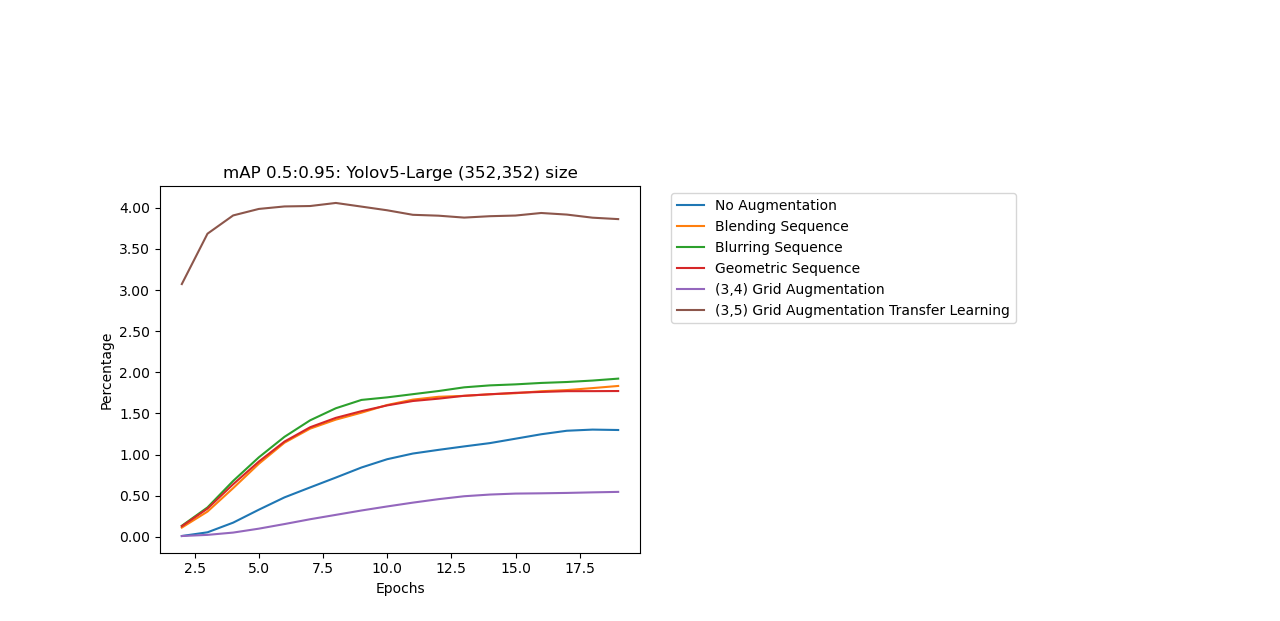 mAP 0.5:0.95: Yolov5-Large (352,352) size
4.00
3.50
3.00
2.50
2.00
1.50
1.00
0.50
0.00
Percentage
2.5 5.0 7.5 10.0 12.5 15.0 17.5
Epochs
No Augmentation
Blending Sequence
Blurring Sequence
Geometric Sequence
(3,4) Grid Augmentation
(3,5) Grid Augmentation Transfer Learning